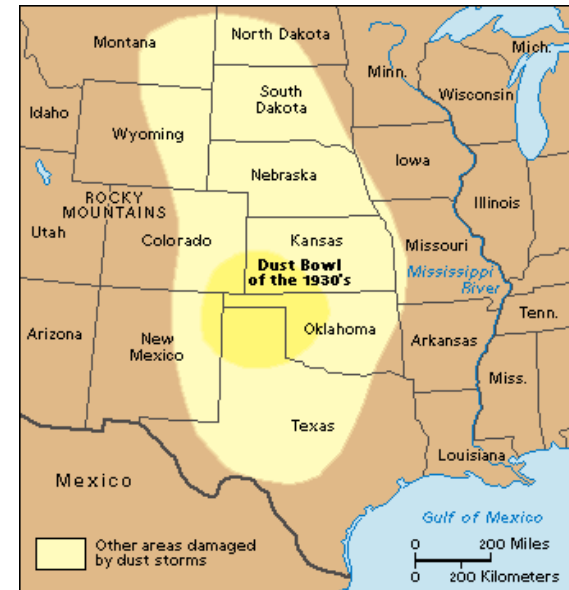 Montana
North Dakota
Minn.
Mich.
Idaho
Wyoming
South
Dakota
Wisconsin
Nebraska
Iowa
Illinois
ROCKY
MOUNTAINS
Utah
Colorado
Kansas
Missouri
Dust Bowl
of the 1930's
Mississippi
River
Arizona
New
Mexico
Oklahoma
Arkansas
Tenn.
Miss.
Texas
Louisiana
Mexico
Gulf of Mexico
Other areas damaged
by dust storms
0 200 Miles
0 200 Kilometers